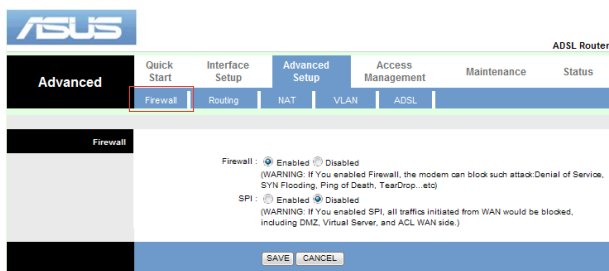 ASUS
ADSL Router
Advanced
Quick Start
Interface Setup
Advanced Setup
Access Management
Maintenance
Status
Firewall
Routing
NAT
VLAN
ADSL
Firewall
Firewall : Enabled Disabled
(WARNING: If You enabled Firewall, the modem can block such attack:Denial of Service,
SYN Flooding, Ping of Death, TearDrop...etc)
SPI : Enabled Disabled
(WARNING: If You enabled SPI, all traffics initiated from WAN would be blocked,
including DMZ, Virtual Server, and ACL WAN side.)
SAVE CANCEL